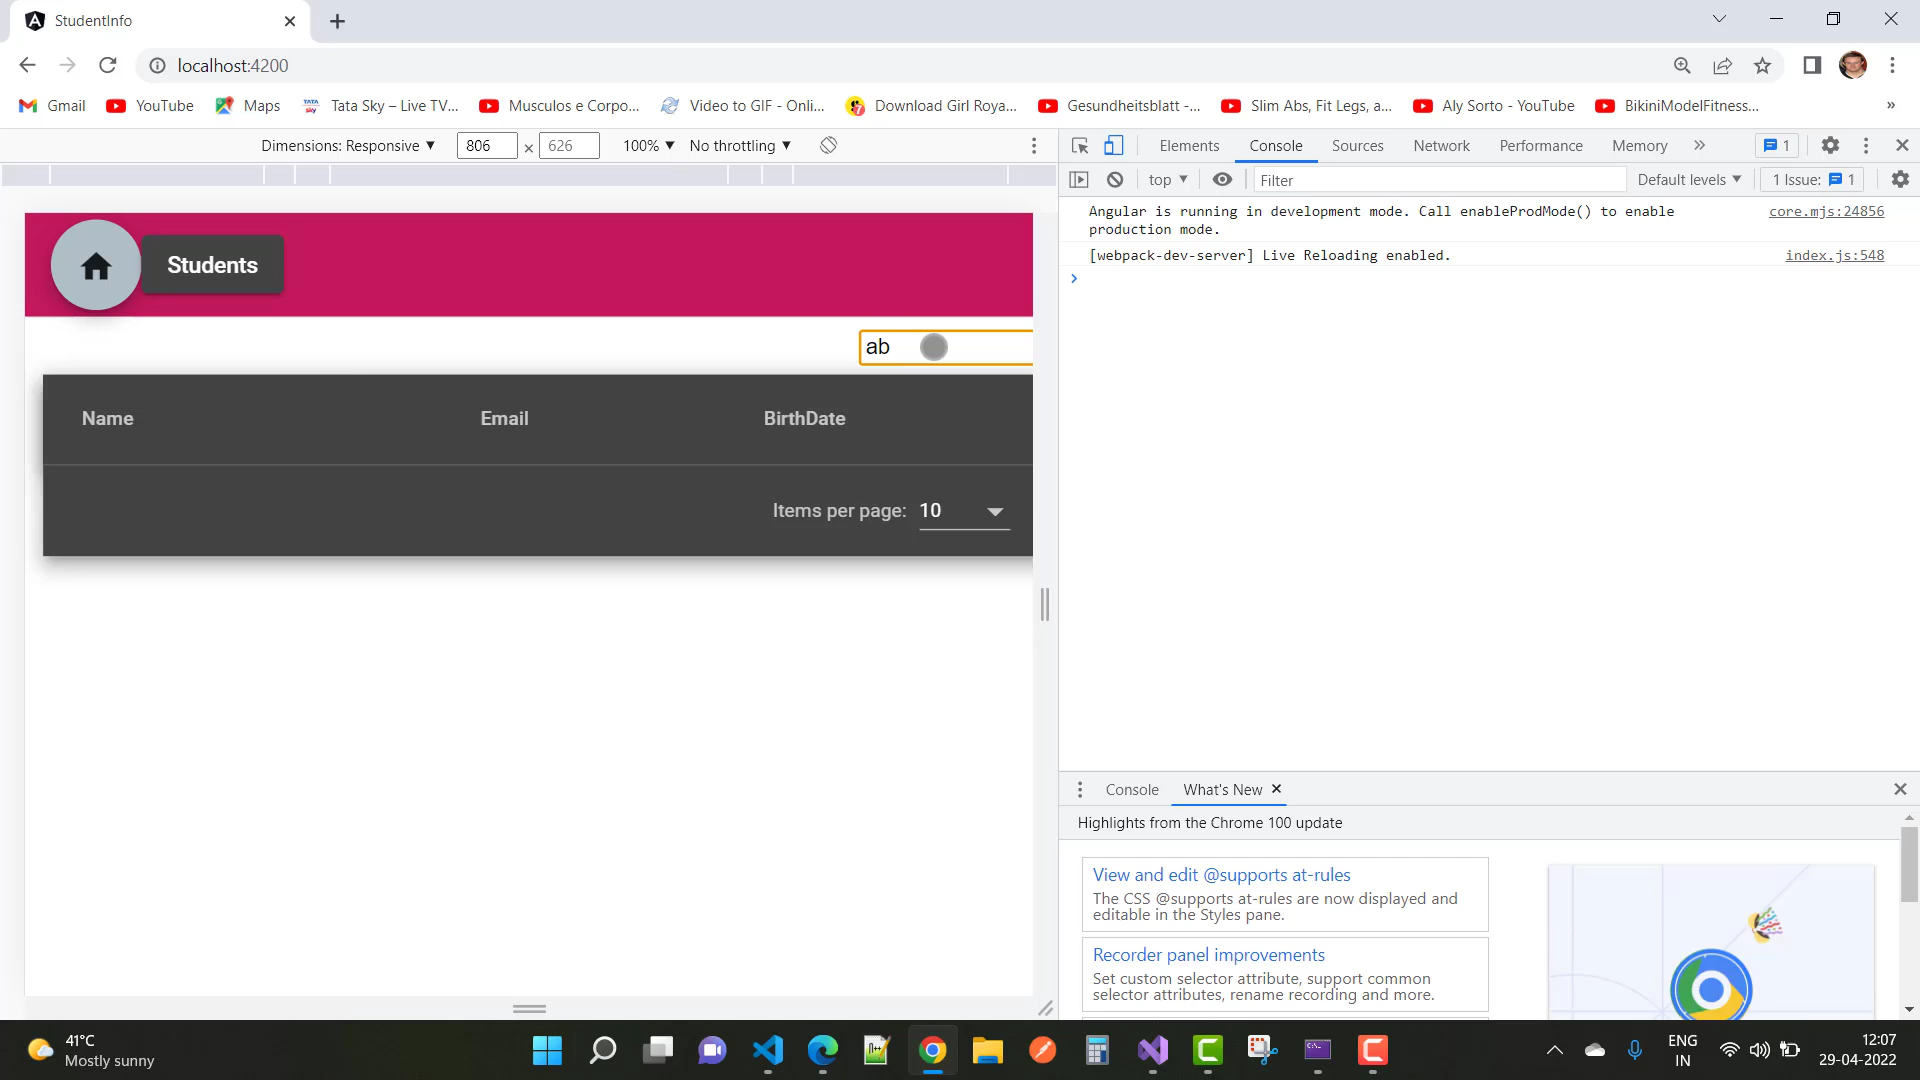 StudentInfo
localhost:4200
Gmail
YouTube
Maps
Tata Sky – Live TV...
Musculos e Corpo...
Video to GIF - Onli...
Download Girl Roya...
Gesundheitsblatt -...
Slim Abs, Fit Legs, a...
Aly Sorto - YouTube
BikiniModelFitness...
»
Dimensions: Responsive
806
×
626
100%
No throttling
Elements
Console
Sources
Network
Performance
Memory
»
1
top
Filter
Default levels
1 Issue:
1
Angular is running in development mode. Call enableProdMode() to enable
production mode.
core.mjs:24856
[webpack-dev-server] Live Reloading enabled.
index.js:548
Students
ab
Name
Email
BirthDate
Items per page:
10
Console
What's New
Highlights from the Chrome 100 update
View and edit @supports at-rules
The CSS @supports at-rules are now displayed and
editable in the Styles pane.
Recorder panel improvements
Set custom selector attribute, support common
selector attributes, rename recording and more.
41°C
Mostly sunny
ENG
IN
12:07
29-04-2022